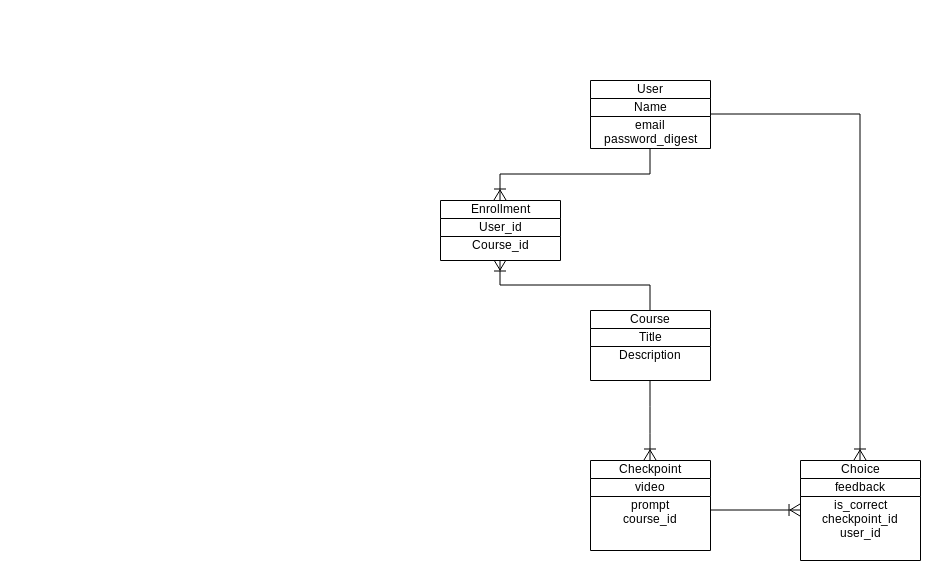 User
Name
email
password_digest
Enrollment
User_id
Course_id
Course
Title
Description
Checkpoint
video
prompt
course_id
Choice
feedback
is_correct
checkpoint_id
user_id